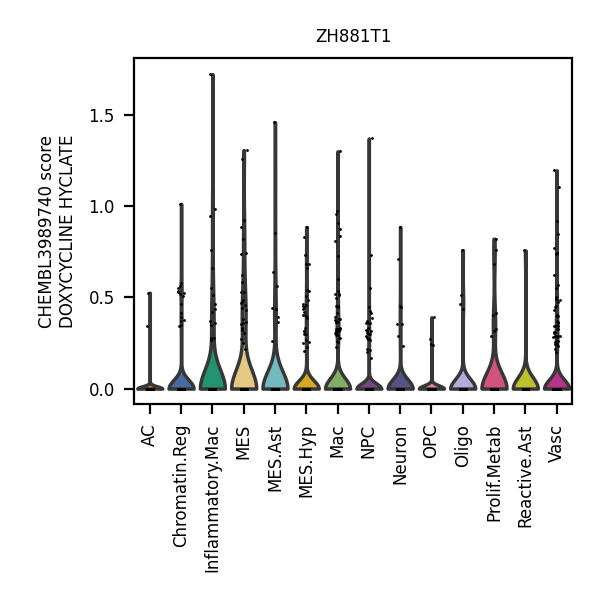 ZH881T1
CHEMBL3989740 score
DOXYCYCLINE HYCLATE
1.5
1.0
0.5
0.0
AC
Chromatin.Reg
Inflammatory.Mac
MES
MES.Ast
MES.Hyp
Mac
NPC
Neuron
OPC
Oligo
Prolif.Metab
Reactive.Ast
Vasc